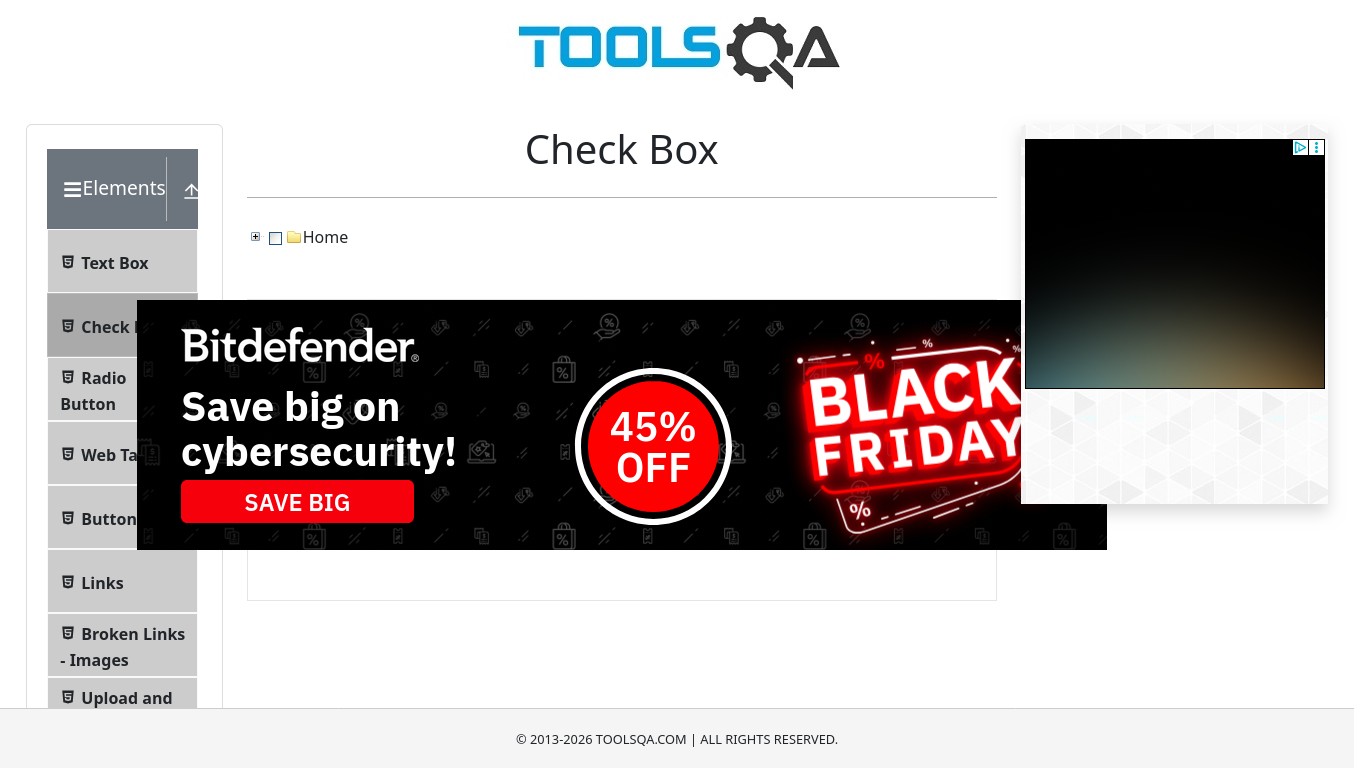 TOOLSQA
Check Box
Elements
Home
Text Box
Check
Radio
Button
Web Ta
Button
Links
Broken Links
- Images
Upload and
Bitdefender®
Save big on
cybersecurity!
SAVE BIG
45%
OFF
%
%
BLACK
FRIDAY
%
© 2013-2026 TOOLSQA.COM | ALL RIGHTS RESERVED.